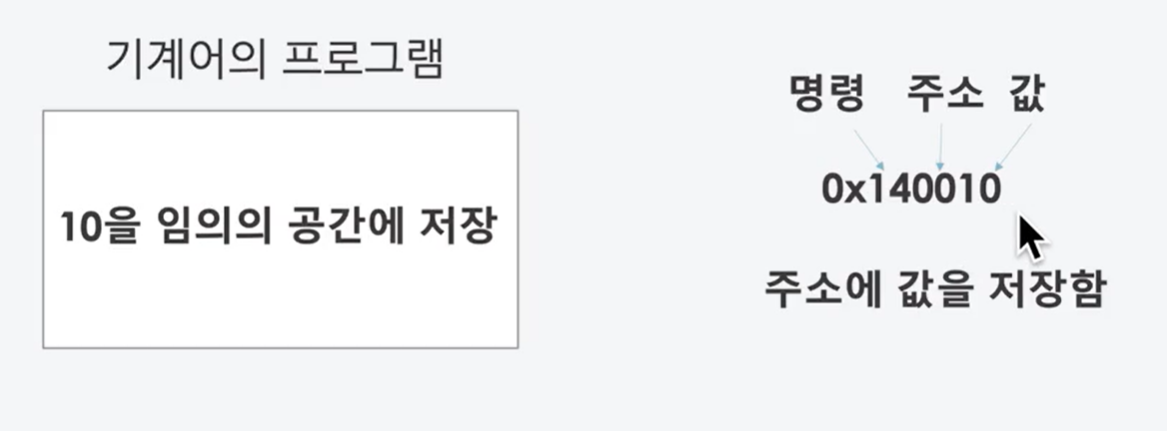 기계어의 프로그램
10을 임의의 공간에 저장
명령 주소 값
0x140010
주소에 값을 저장함